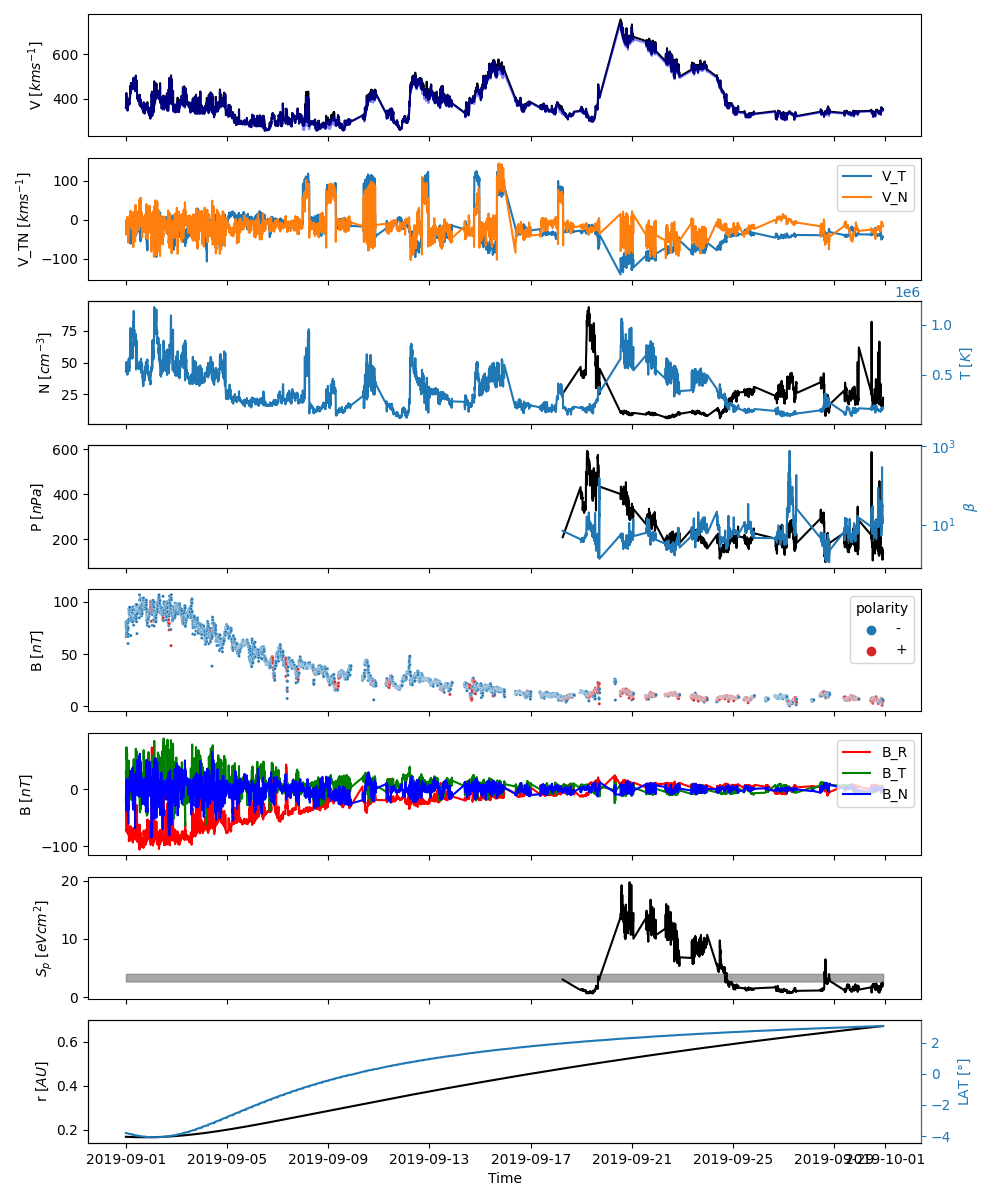 V [kms⁻¹]
600
400
V_TN [kms⁻¹]
100
0
−100
V_T
V_N
1e6
N [cm⁻³]
75
50
25
1.0
0.5
T [K]
P [nPa]
600
400
200
10³
10¹
β
B [nT]
100
50
0
polarity
-
+
B [nT]
0
−100
B_R
B_T
B_N
Sₚ [eVcm²]
20
10
0
r [AU]
0.6
0.4
0.2
2
0
−2
−4
LAT [°]
2019-09-01 2019-09-05 2019-09-09 2019-09-13 2019-09-17 2019-09-21 2019-09-25 2019-09-29 2019-10-01
Time